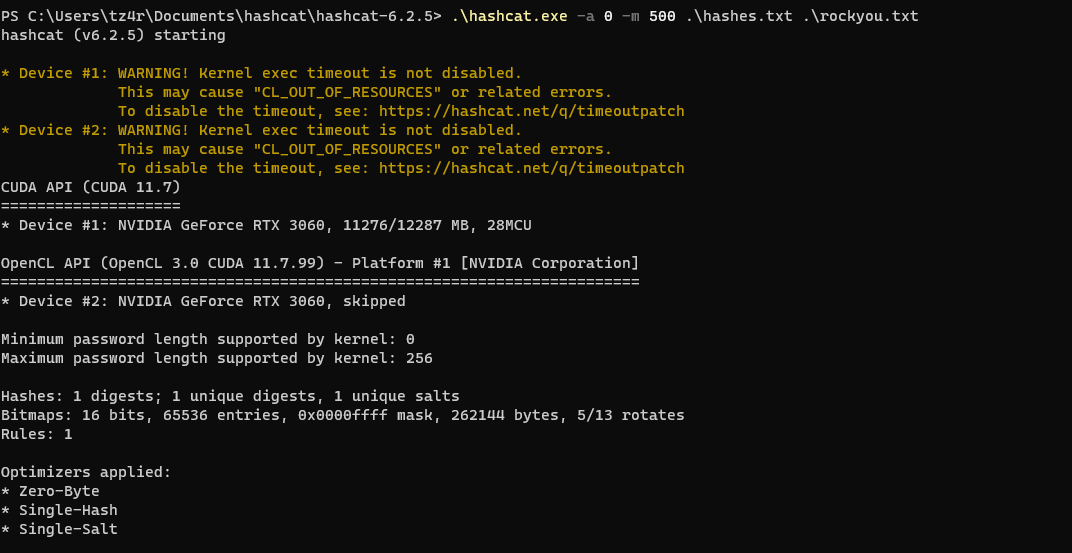 PS C:\Users\tz4r\Documents\hashcat\hashcat-6.2.5> .\hashcat.exe -a 0 -m 500 .\hashes.txt .\rockyou.txt
hashcat (v6.2.5) starting

* Device #1: WARNING! Kernel exec timeout is not disabled.
             This may cause "CL_OUT_OF_RESOURCES" or related errors.
             To disable the timeout, see: https://hashcat.net/q/timeoutpatch
* Device #2: WARNING! Kernel exec timeout is not disabled.
             This may cause "CL_OUT_OF_RESOURCES" or related errors.
             To disable the timeout, see: https://hashcat.net/q/timeoutpatch
CUDA API (CUDA 11.7)
====================
* Device #1: NVIDIA GeForce RTX 3060, 11276/12287 MB, 28MCU

OpenCL API (OpenCL 3.0 CUDA 11.7.99) - Platform #1 [NVIDIA Corporation]
=======================================================================
* Device #2: NVIDIA GeForce RTX 3060, skipped

Minimum password length supported by kernel: 0
Maximum password length supported by kernel: 256

Hashes: 1 digests; 1 unique digests, 1 unique salts
Bitmaps: 16 bits, 65536 entries, 0x0000ffff mask, 262144 bytes, 5/13 rotates
Rules: 1

Optimizers applied:
* Zero-Byte
* Single-Hash
* Single-Salt